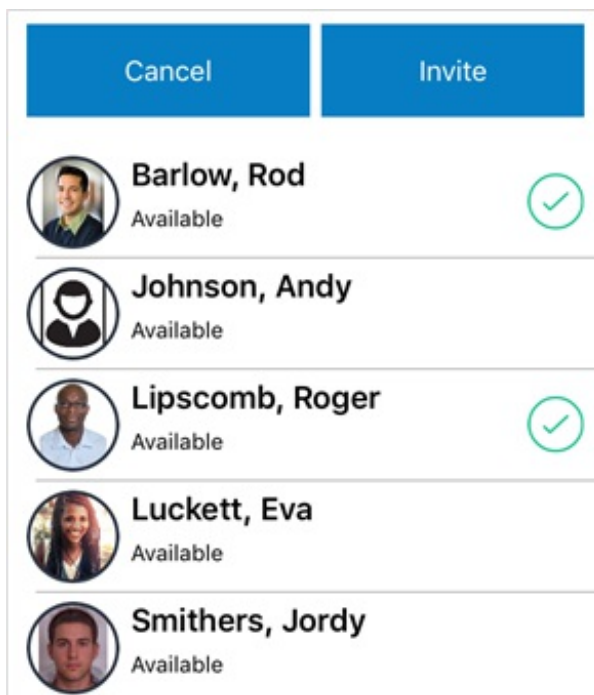 Cancel Invite
Barlow, Rod
Available
Johnson, Andy
Available
Lipscomb, Roger
Available
Luckett, Eva
Available
Smithers, Jordy
Available